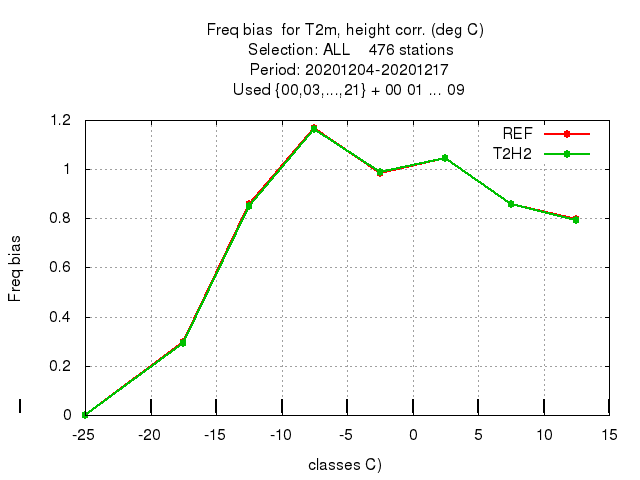 Freq bias  for T2m, height corr. (deg C)
Selection: ALL    476 stations
Period: 20201204-20201217
Used {00,03,...,21} + 00 01 ... 09
REF
T2H2
Freq bias
1.2
1
0.8
0.6
0.4
0.2
0
-25 -20 -15 -10 -5 0 5 10 15
classes C)